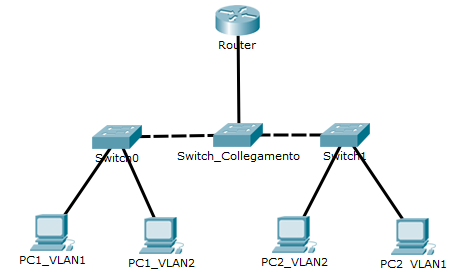 Router
Switch0
Switch_Collegamento
Switch1
PC1_VLAN1
PC1_VLAN2
PC2_VLAN2
PC2_VLAN1